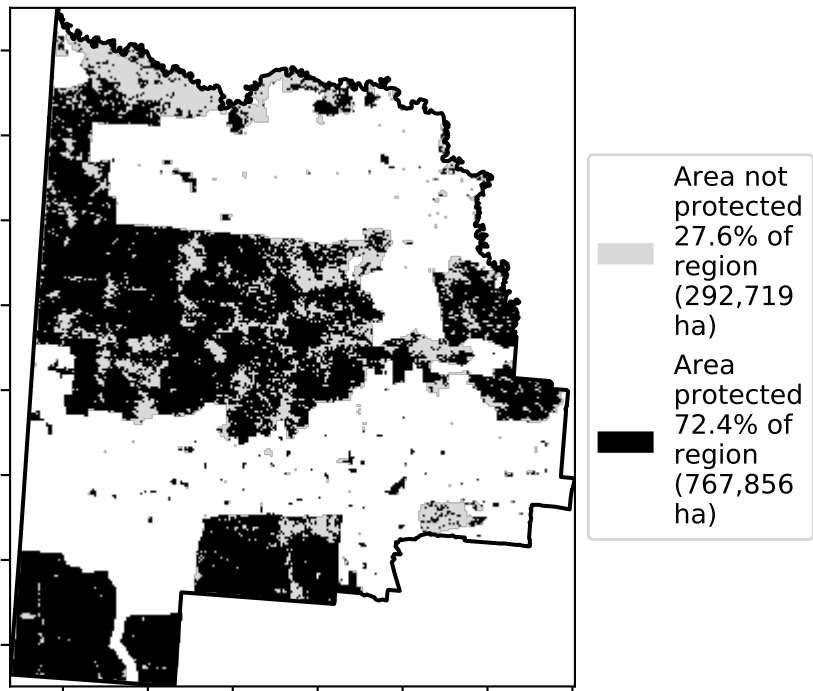 Area not
protected
27.6% of
region
(292,719
ha)
Area
protected
72.4% of
region
(767,856
ha)